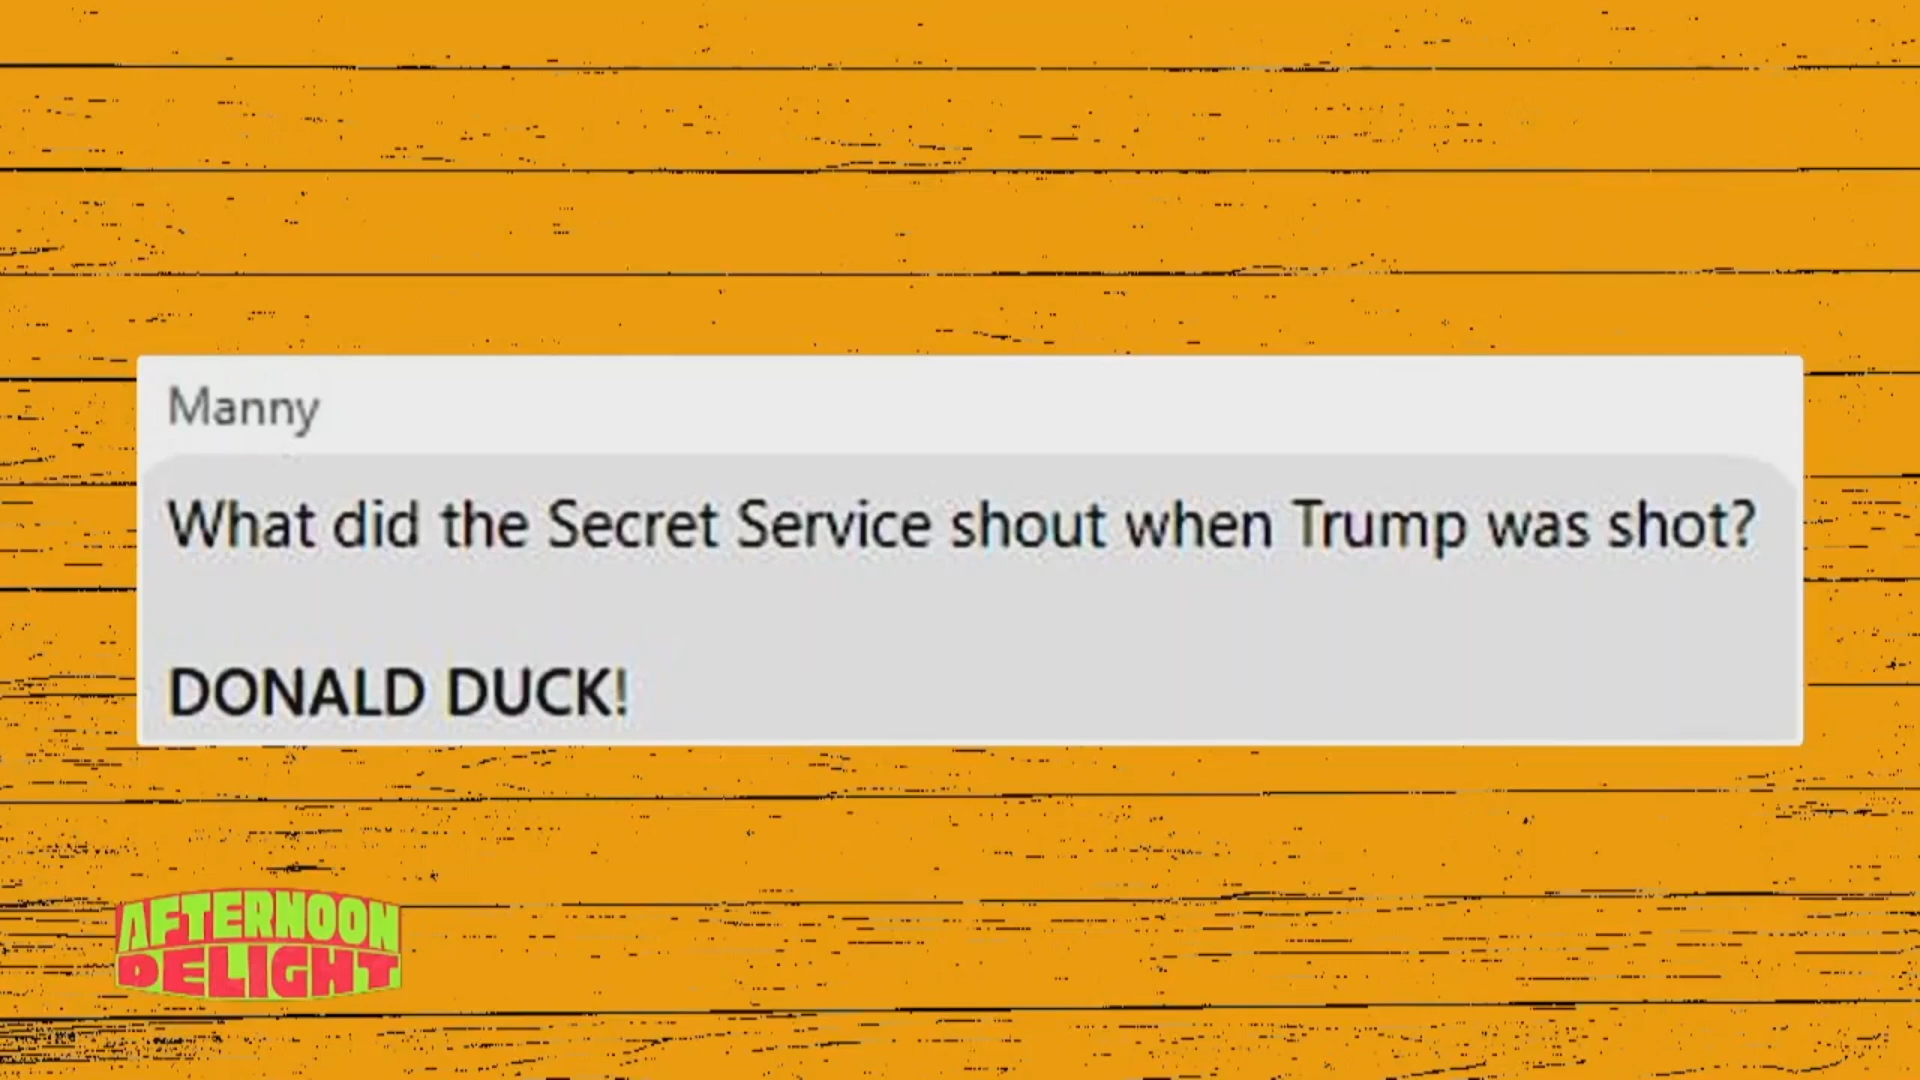 Manny
What did the Secret Service shout when Trump was shot?
DONALD DUCK!
AFTERNOON
DELIGHT